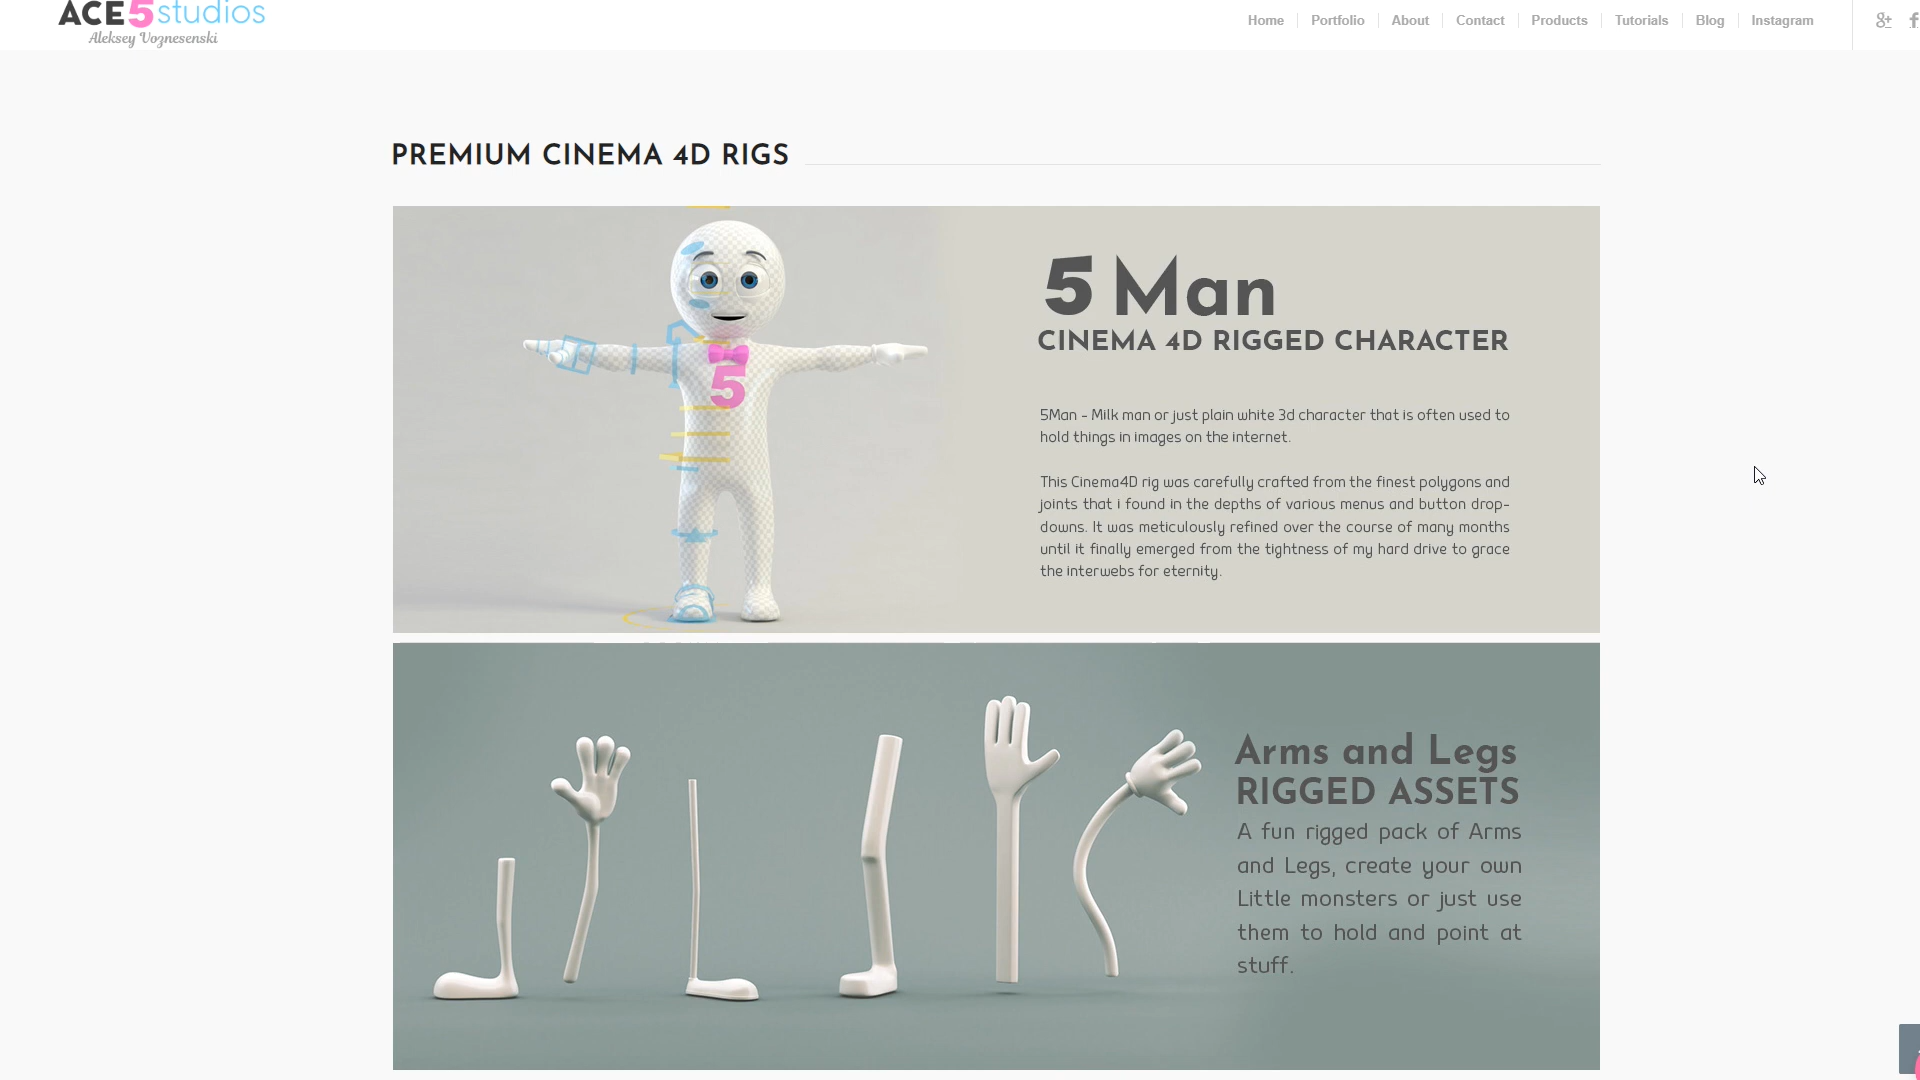 ACE5studios
Aleksey Voznesenski
Home Portfolio About Contact Products Tutorials Blog Instagram
PREMIUM CINEMA 4D RIGS
5 Man
CINEMA 4D RIGGED CHARACTER
5
5Man - Milk man or just plain white 3d character that is often used to
hold things in images on the internet.
This Cinema4D rig was carefully crafted from the finest polygons and
joints that i found in the depths of various menus and button drop-
downs. It was meticulously refined over the course of many months
until it finally emerged from the tightness of my hard drive to grace
the interwebs for eternity.
Arms and Legs
RIGGED ASSETS
A fun rigged pack of Arms
and Legs, create your own
Little monsters or just use
them to hold and point at
stuff.